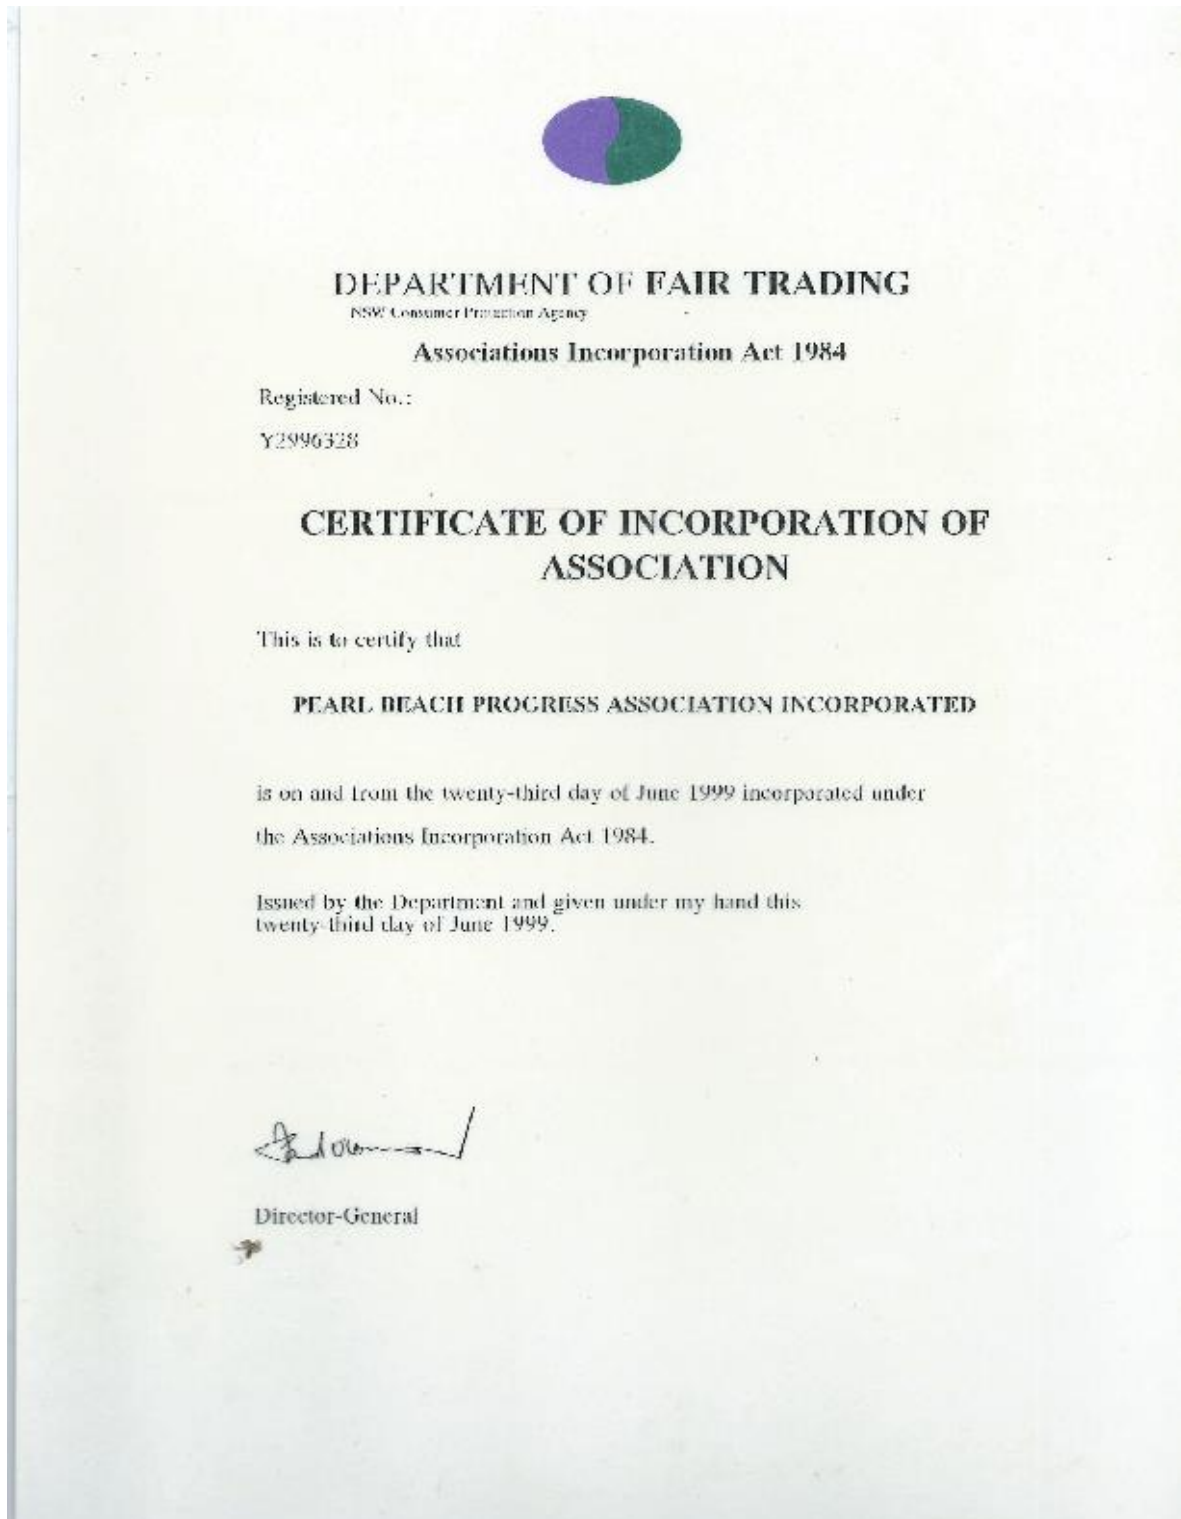 DEPARTMENT OF FAIR TRADING
NSW Consumer Protection Agency
Associations Incorporation Act 1984
Registered No.:
Y2996328
CERTIFICATE OF INCORPORATION OF
ASSOCIATION
This is to certify that
PEARL BEACH PROGRESS ASSOCIATION INCORPORATED
is on and from the twenty-third day of June 1999 incorporated under
the Associations Incorporation Act 1984.
Issued by the Department and given under my hand this
twenty-third day of June 1999.
Director-General